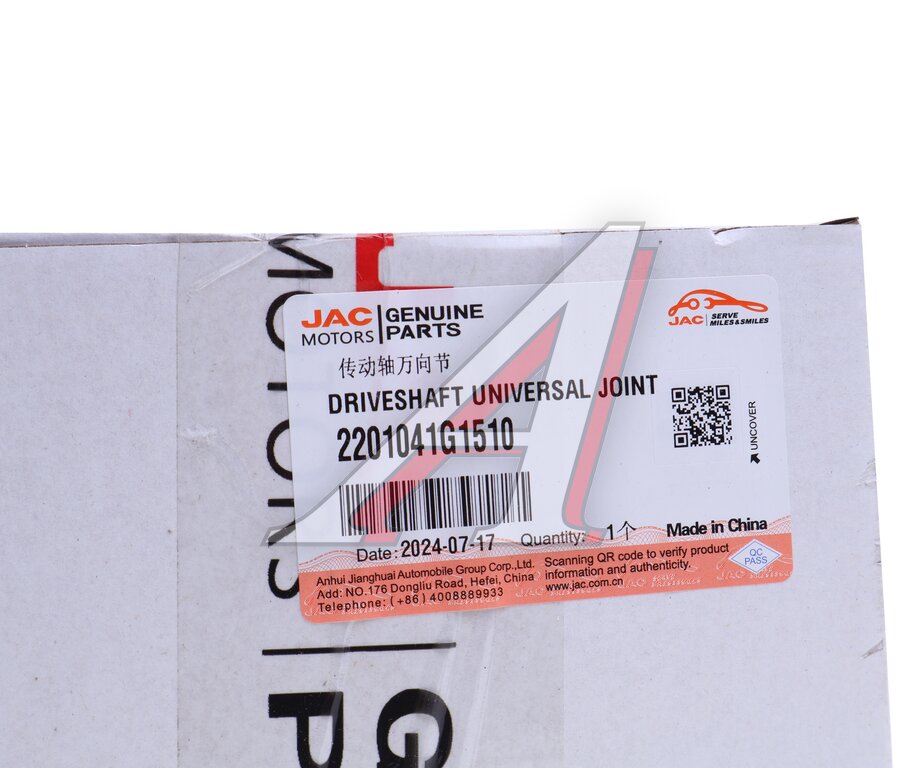 JAC
MOTORS
GENUINE
PARTS
JAC
SERVE
MILES&SMILES
传动轴万向节
DRIVESHAFT UNIVERSAL JOINT
2201041G1510
UNCOVER
Date: 2024-07-17
Quantity: 1个
Made in China
Anhui Jianghuai Automobile Group Corp.,Ltd.
Add: NO.176 Dongliu Road, Hefei, China
Telephone: (+86) 4008889933
Scanning QR code to verify product
information and authenticity.
www.jac.com.cn
QC
PASS
MOTORS
G
P